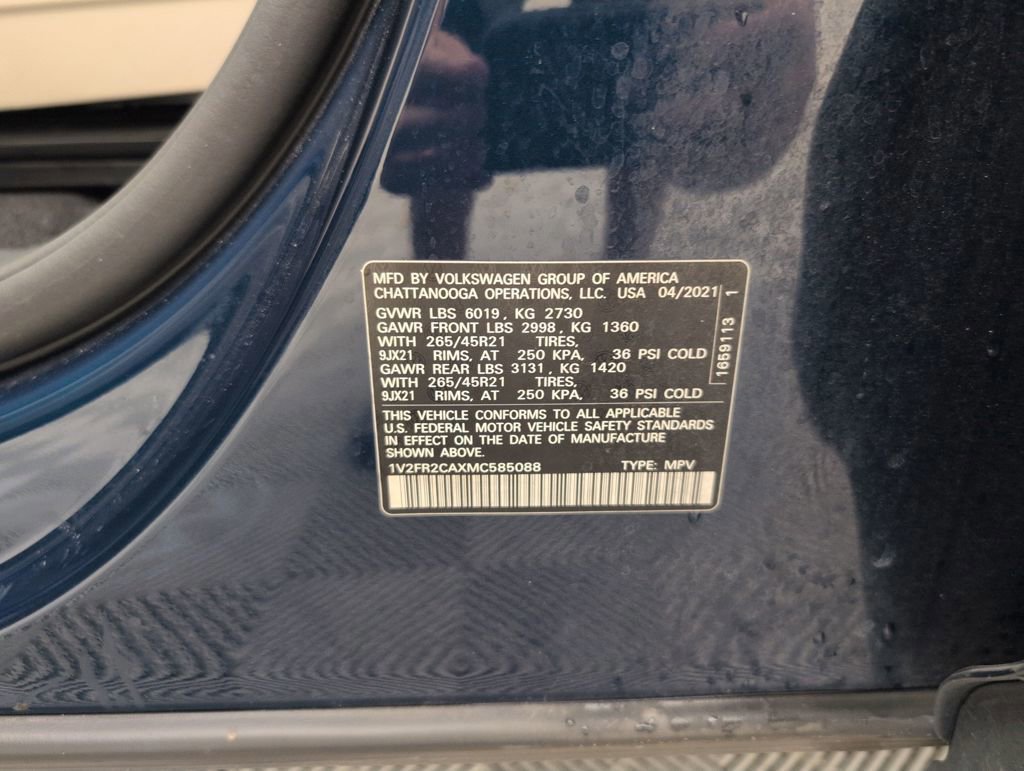 MFD BY VOLKSWAGEN GROUP OF AMERICA
CHATTANOOGA OPERATIONS, LLC. USA 04/2021
GVWR LBS 6019, KG 2730
GAWR FRONT LBS 2998, KG 1360
WITH 265/45R21 TIRES,
9JX21 RIMS, AT 250 KPA, 36 PSI COLD
GAWR REAR LBS 3131, KG 1420
WITH 265/45R21 TIRES,
9JX21 RIMS, AT 250 KPA, 36 PSI COLD
1659113 1
THIS VEHICLE CONFORMS TO ALL APPLICABLE
U.S. FEDERAL MOTOR VEHICLE SAFETY STANDARDS
IN EFFECT ON THE DATE OF MANUFACTURE
SHOWN ABOVE.
1V2FR2CAXMC585088 TYPE: MPV